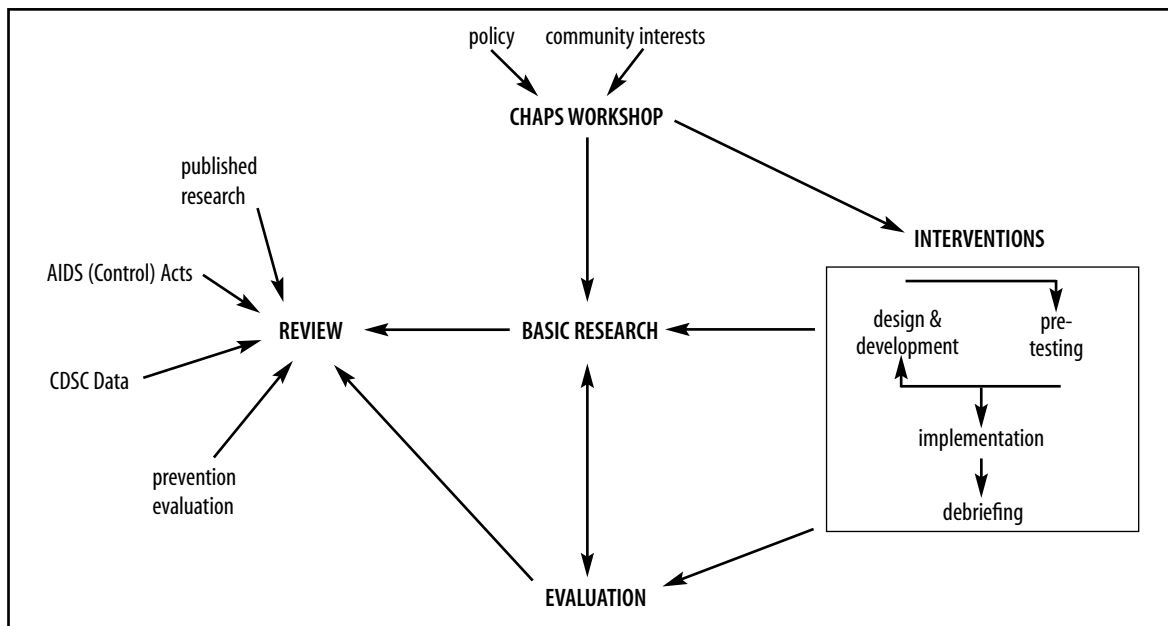 policy
community interests
CHAPS WORKSHOP
published
research
INTERVENTIONS
AIDS (Control) Acts
design &
development
pre-
testing
REVIEW
BASIC RESEARCH
CDSC Data
implementation
prevention
evaluation
debriefing
EVALUATION